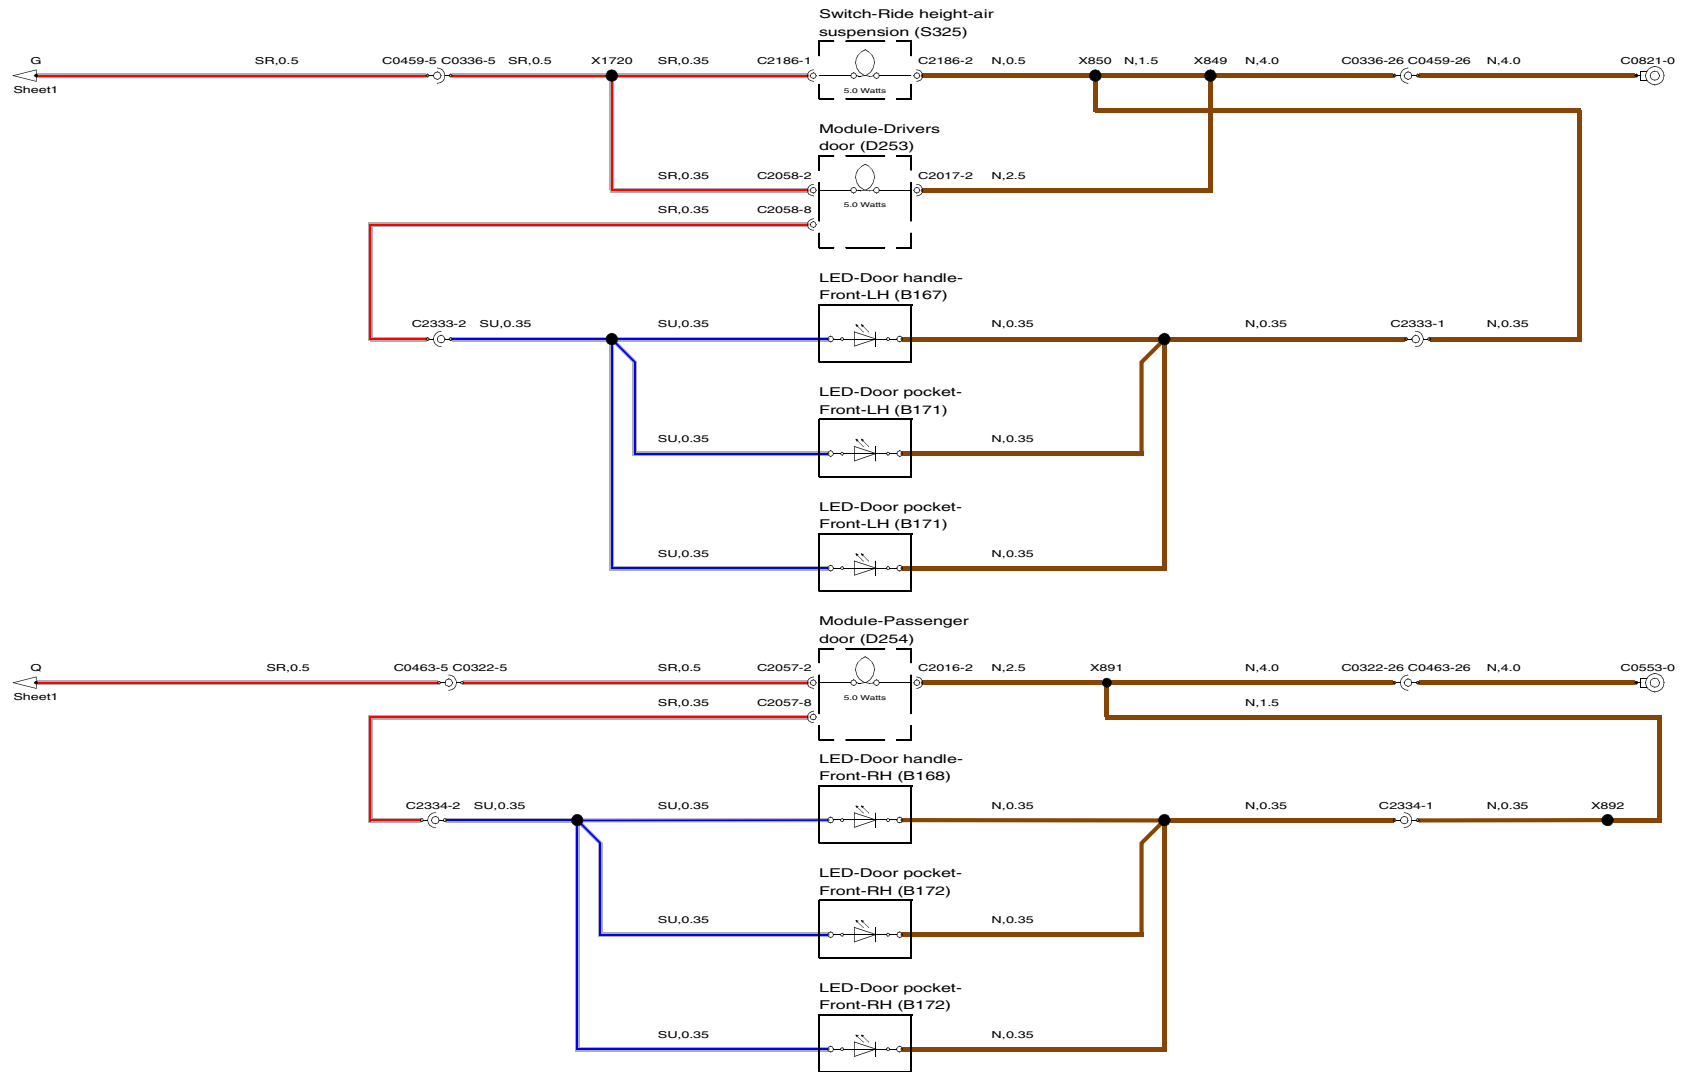 Switch-Ride height-air
suspension (S325)
G SR,0.5 C0459-5 C0336-5 SR,0.5 X1720 SR,0.35 C2186-1 C2186-2 N,0.5 X850 N,1.5 X849 N,4.0 C0336-26 C0459-26 N,4.0 C0821-0
Sheet1
5.0 Watts
Module-Drivers
door (D253)
SR,0.35 C2058-2 C2017-2 N,2.5
5.0 Watts
SR,0.35 C2058-8
LED-Door handle-
Front-LH (B167)
C2333-2 SU,0.35 SU,0.35 N,0.35 N,0.35 C2333-1 N,0.35
LED-Door pocket-
Front-LH (B171)
SU,0.35 N,0.35
LED-Door pocket-
Front-LH (B171)
SU,0.35 N,0.35
Module-Passenger
door (D254)
Q SR,0.5 C0463-5 C0322-5 SR,0.5 C2057-2 C2016-2 N,2.5 X891 N,4.0 C0322-26 C0463-26 N,4.0 C0553-0
Sheet1
5.0 Watts
SR,0.35 C2057-8 N,1.5
LED-Door handle-
Front-RH (B168)
C2334-2 SU,0.35 SU,0.35 N,0.35 N,0.35 C2334-1 N,0.35 X892
LED-Door pocket-
Front-RH (B172)
SU,0.35 N,0.35
LED-Door pocket-
Front-RH (B172)
SU,0.35 N,0.35